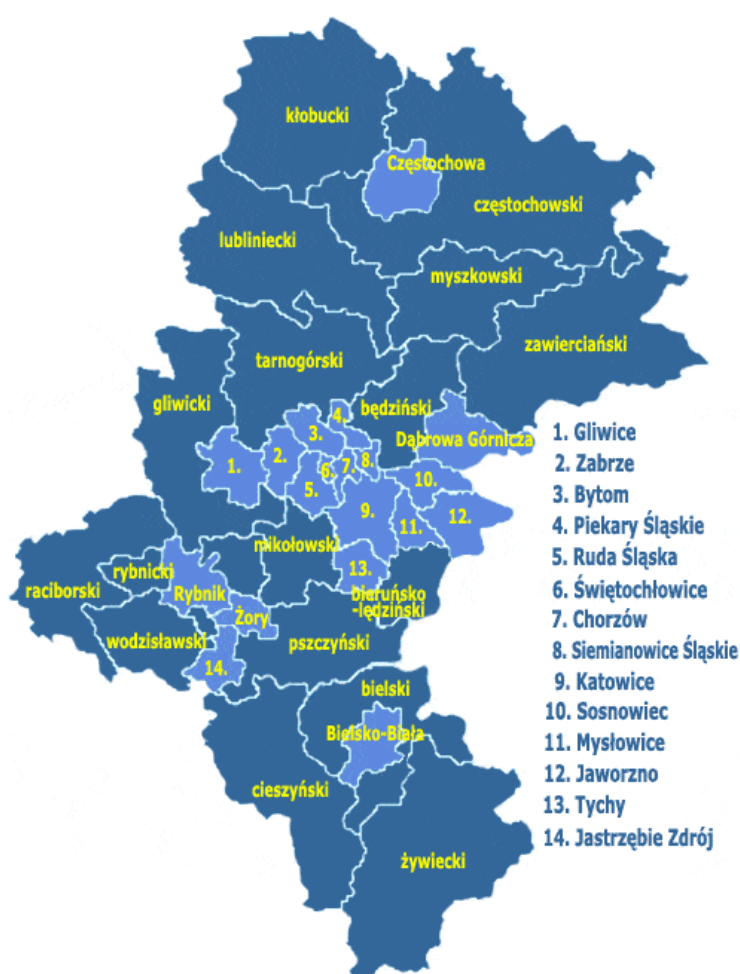 kłobucki
Częstochowa
częstochowski
lubliniecki
myszkowski
zawierciański
tarnogórski
gliwicki
będziński
Dąbrowa Górnicza
1.
2.
3.
4.
5.
6.
7.
8.
9.
10.
11.
12.
13.
mikołowski
rybnicki
raciborski
Rybnik
bieruńsko
-lędziński
Żory
wodzisławski
pszczyński
14.
bielski
Bielsko-Biała
cieszyński
żywiecki
1. Gliwice
2. Zabrze
3. Bytom
4. Piekary Śląskie
5. Ruda Śląska
6. Świętochłowice
7. Chorzów
8. Siemianowice Śląskie
9. Katowice
10. Sosnowiec
11. Mysłowice
12. Jaworzno
13. Tychy
14. Jastrzębie Zdrój